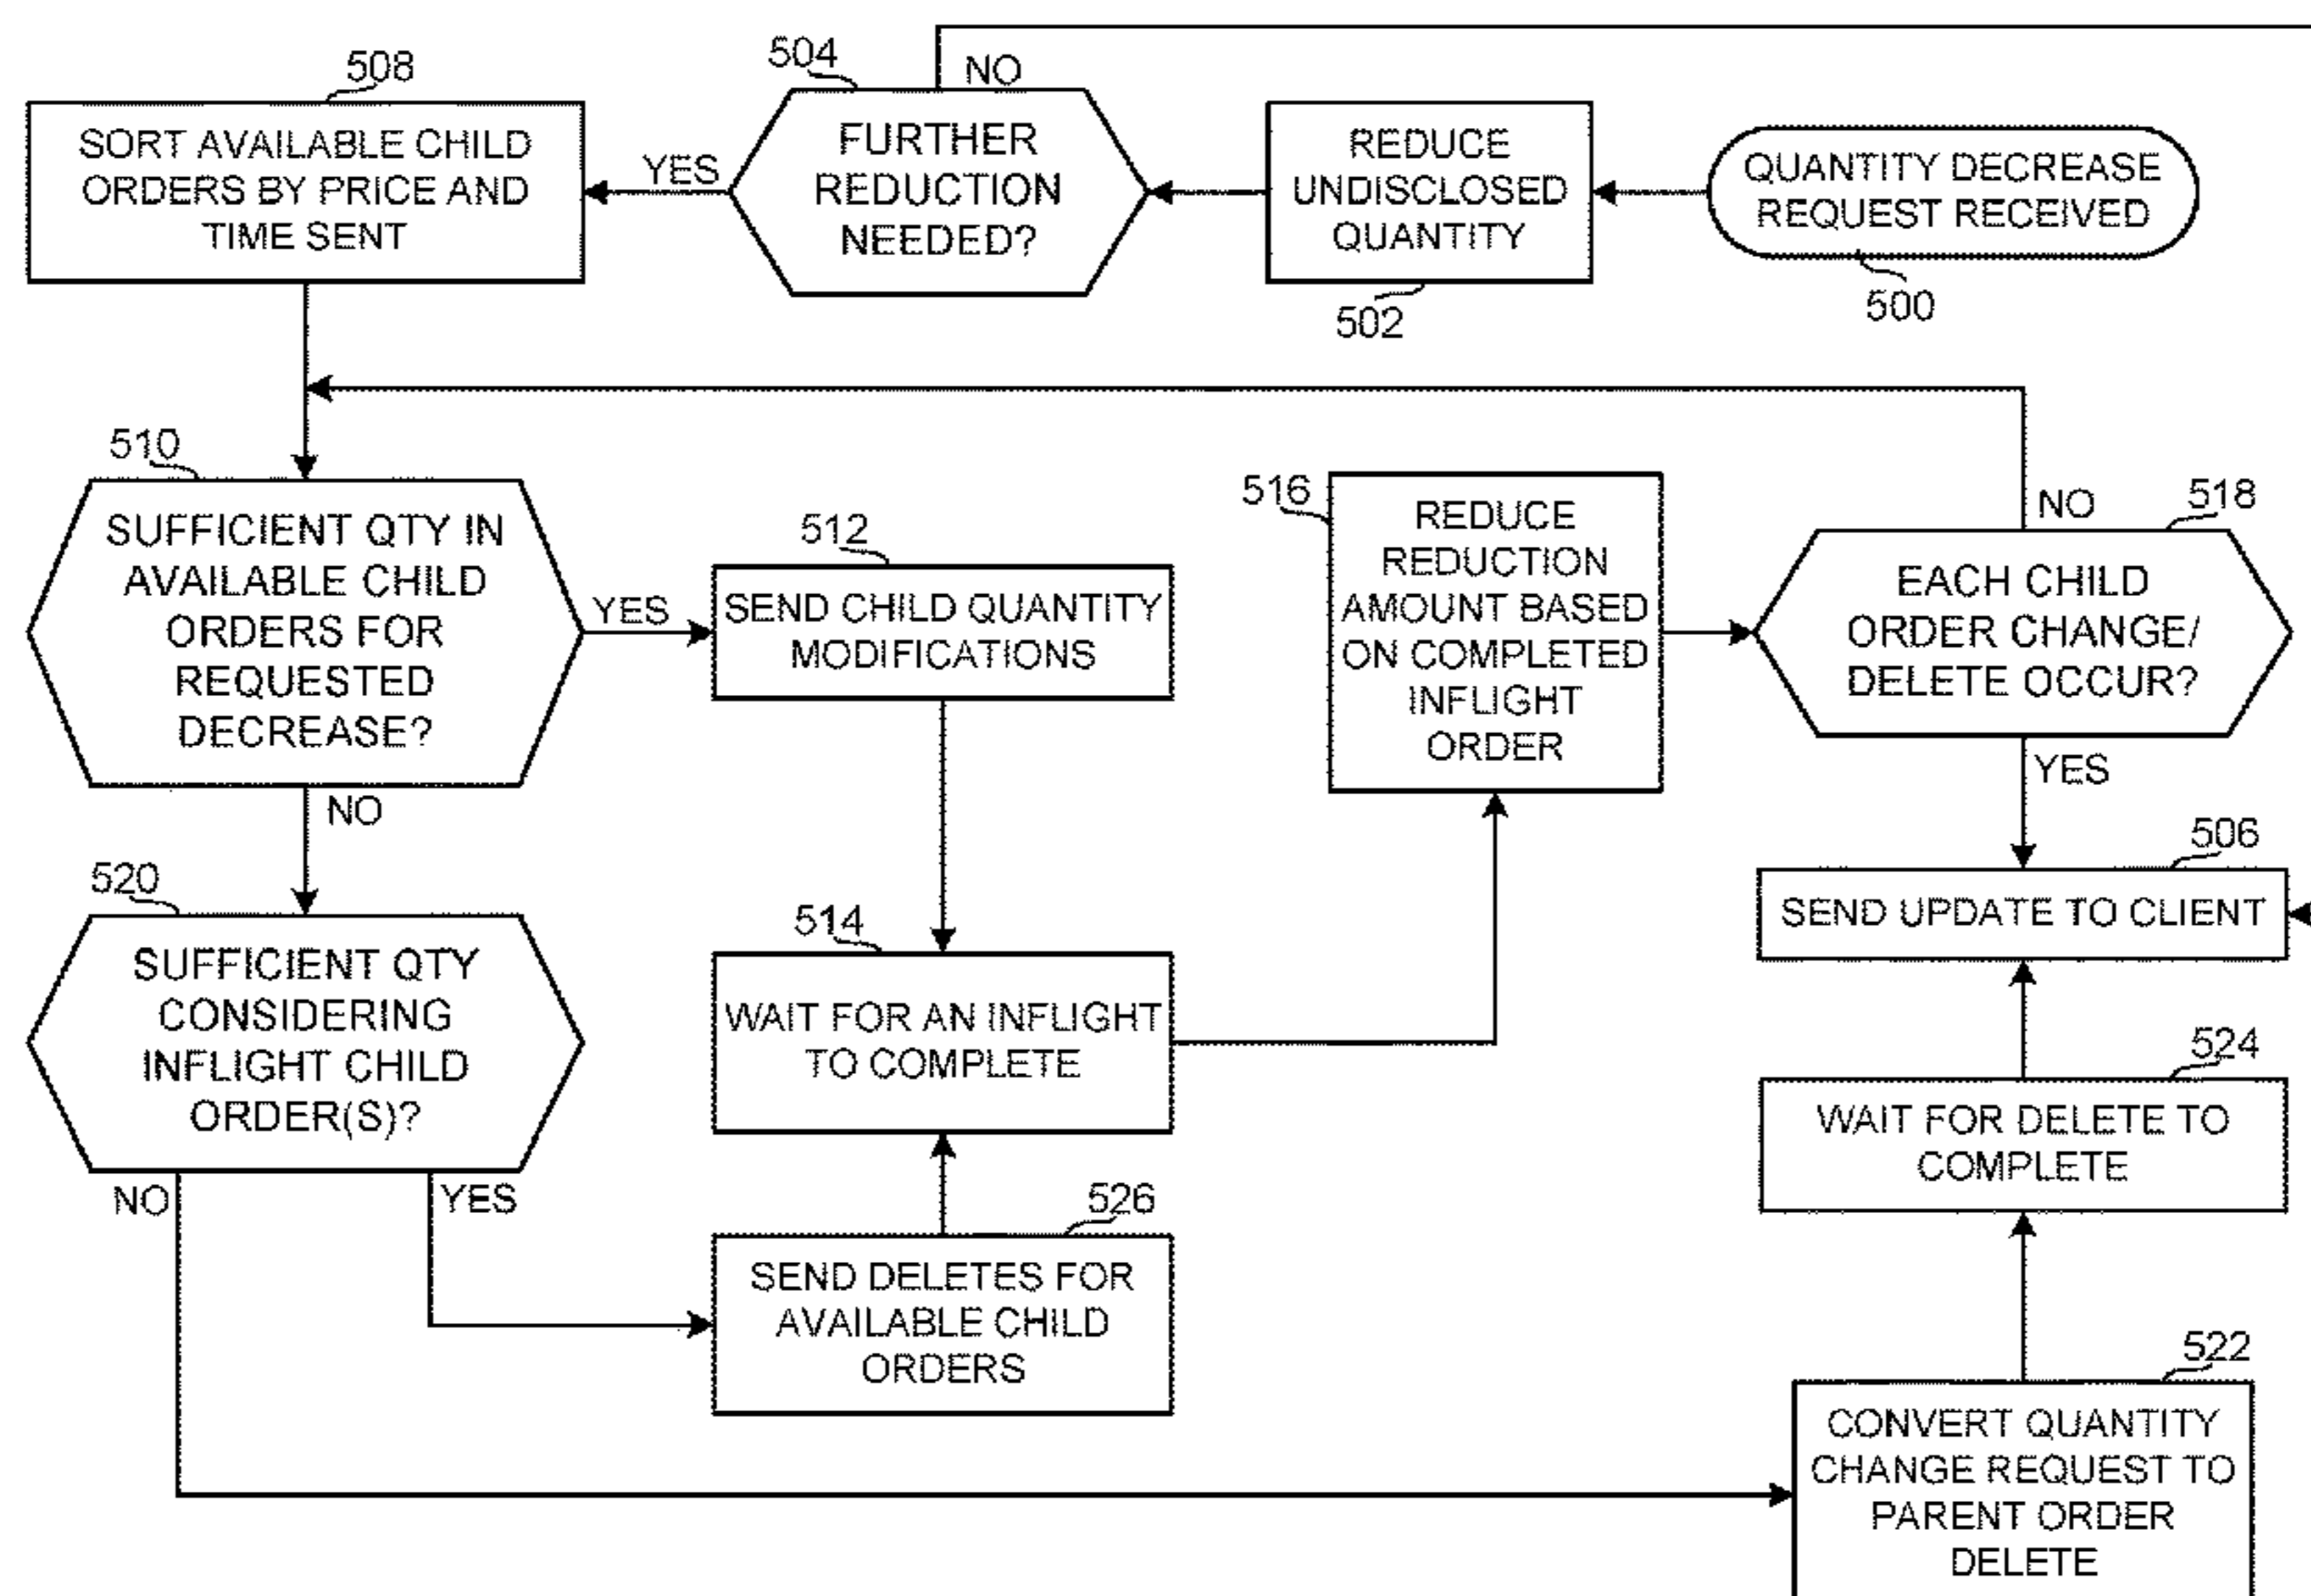 508
SORT AVAILABLE CHILD
ORDERS BY PRICE AND
TIME SENT
504
NO
FURTHER
REDUCTION
NEEDED?
YES
REDUCE
UNDISCLOSED
QUANTITY
502
QUANTITY DECREASE
REQUEST RECEIVED
500
510
SUFFICIENT QTY IN
AVAILABLE CHILD
ORDERS FOR
REQUESTED
DECREASE?
YES
NO
512
SEND CHILD QUANTITY
MODIFICATIONS
516
REDUCE
REDUCTION
AMOUNT BASED
ON COMPLETED
INFLIGHT
ORDER
NO
518
EACH CHILD
ORDER CHANGE/
DELETE OCCUR?
YES
506
SEND UPDATE TO CLIENT
520
SUFFICIENT QTY
CONSIDERING
INFLIGHT CHILD
ORDER(S)?
NO
YES
514
WAIT FOR AN INFLIGHT
TO COMPLETE
524
WAIT FOR DELETE TO
COMPLETE
526
SEND DELETES FOR
AVAILABLE CHILD
ORDERS
522
CONVERT QUANTITY
CHANGE REQUEST TO
PARENT ORDER
DELETE